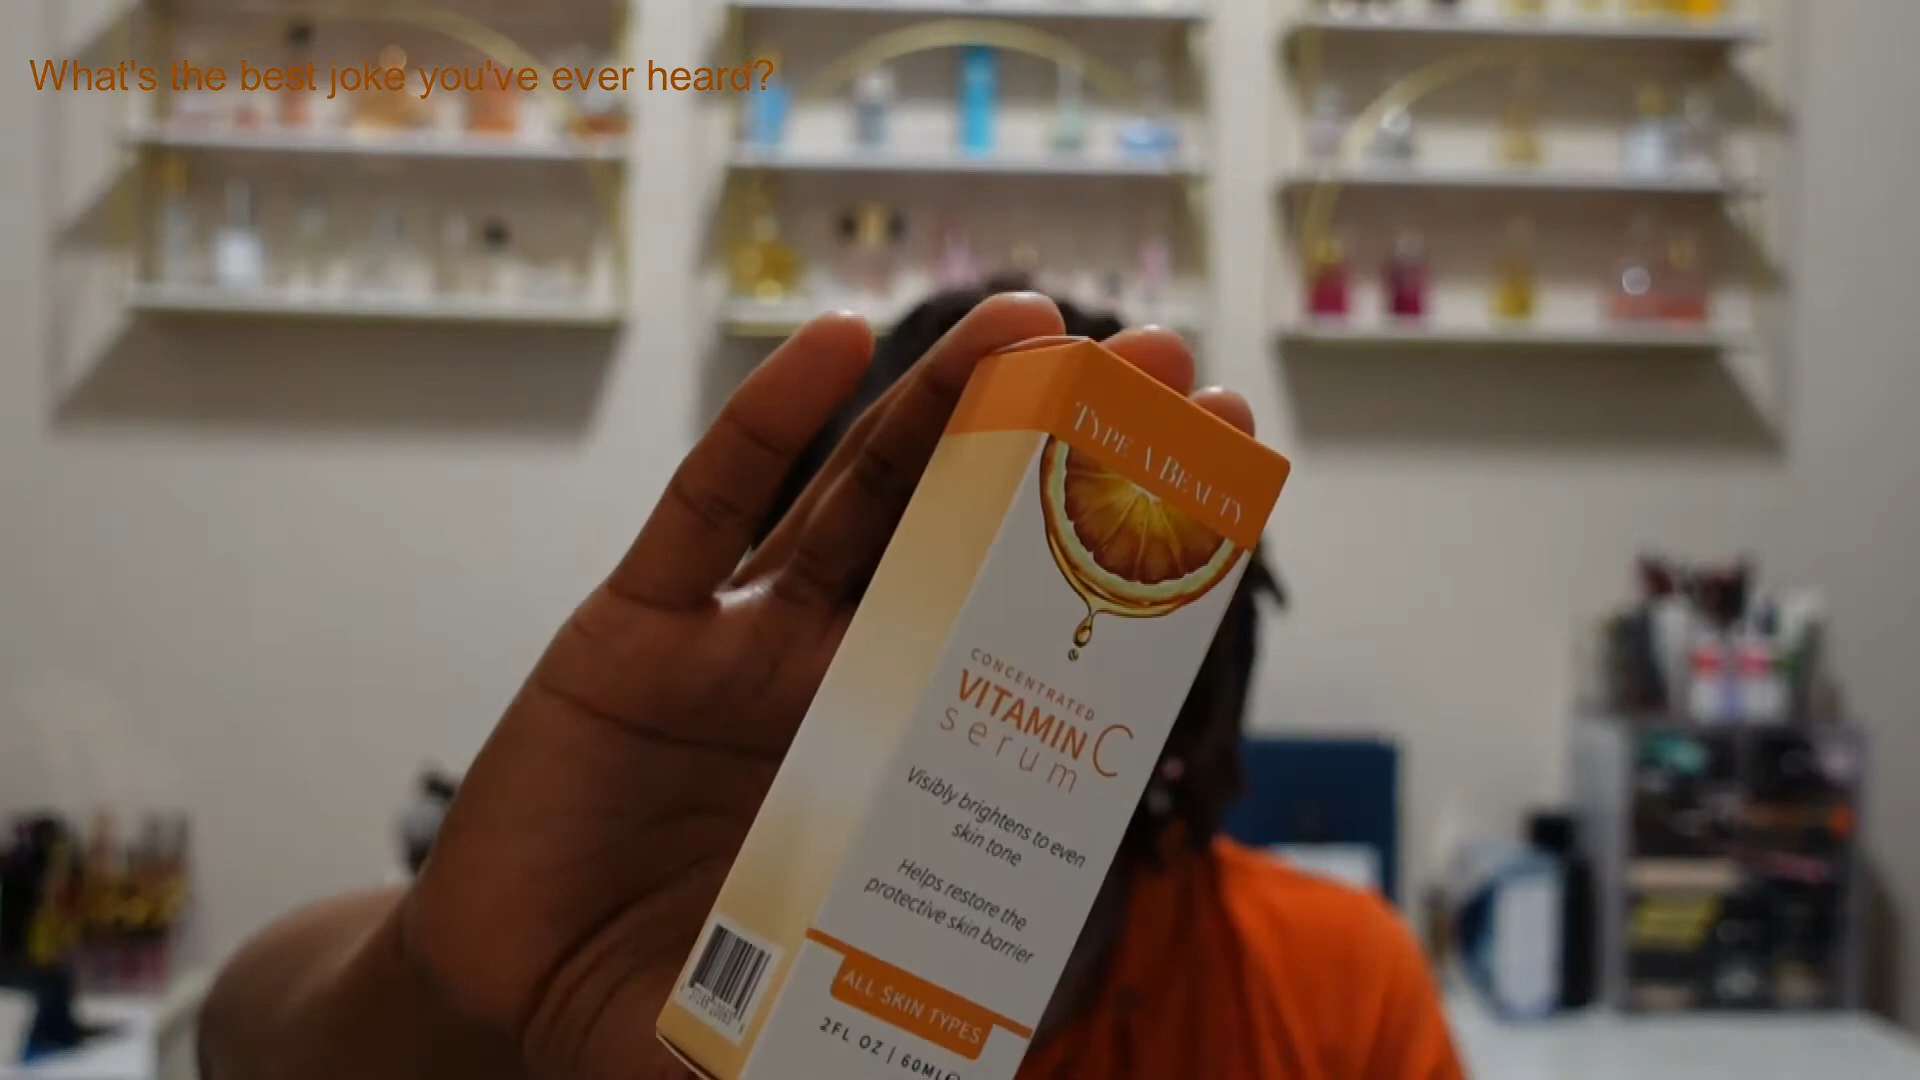 What's the best joke you've ever heard?
TYPE A BEAUTY
CONCENTRATED
VITAMIN C
serum
Visibly brightens to even
skin tone
Helps restore the
protective skin barrier
ALL SKIN TYPES
2FL OZ | 60ML